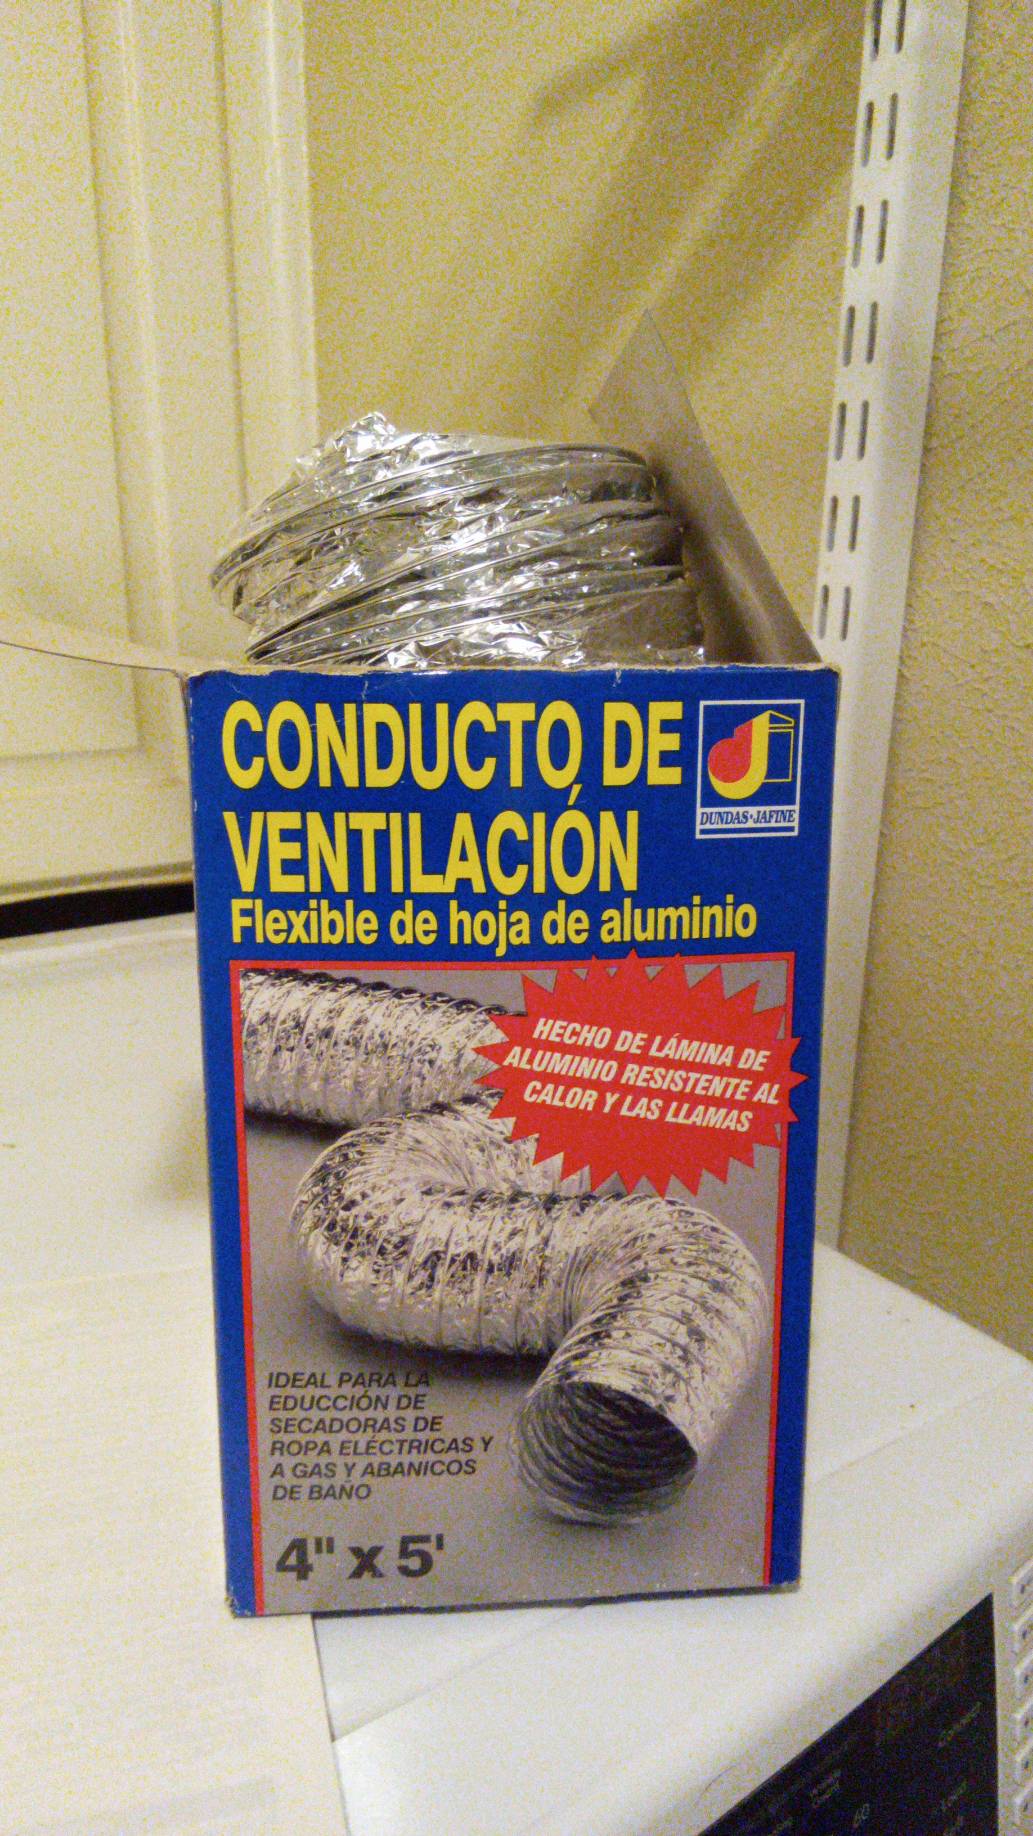 CONDUCTO DE
VENTILACIÓN
Flexible de hoja de aluminio
DUNDAS•JAFINE
HECHO DE LÁMINA DE
ALUMINIO RESISTENTE AL
CALOR Y LAS LLAMAS
IDEAL PARA LA
EDUCCIÓN DE
SECADORAS DE
ROPA ELÉCTRICAS Y
A GAS Y ABANICOS
DE BAÑO
4" x 5'
60